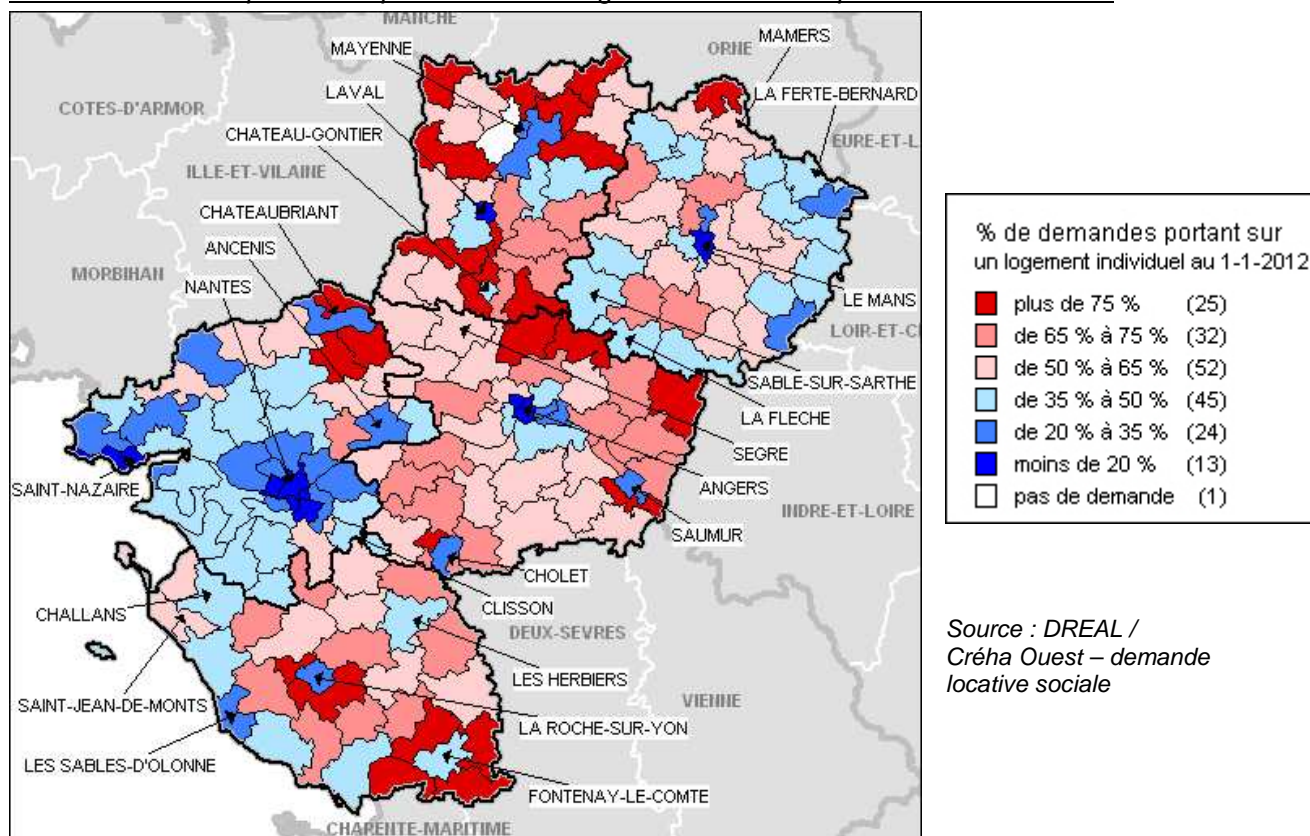 MANCHE
MAYENNE
ORNE
MAMERS
LAVAL
LA FERTE-BERNARD
COTES-D'ARMOR
CHATEAU-GONTIER
EURE-ET-L
ILLE-ET-VILAINE
CHATEAUBRIANT
ANCENIS
MORBIHAN
NANTES
LE MANS
LOIR-ET-C
SABLE-SUR-SARTHE
LA FLECHE
SEGRE
SAINT-NAZAIRE
ANGERS
INDRE-ET-LOIRE
SAUMUR
CHOLET
CHALLANS
CLISSON
DEUX-SEVRES
LES HERBIERS
SAINT-JEAN-DE-MONTS
VIENNE
LA ROCHE-SUR-YON
LES SABLES-D'OLONNE
FONTENAY-LE-COMTE
CHARENTE-MARITIME
% de demandes portant sur
un logement individuel au 1-1-2012
plus de 75 % (25)
de 65 % à 75 % (32)
de 50 % à 65 % (52)
de 35 % à 50 % (45)
de 20 % à 35 % (24)
moins de 20 % (13)
pas de demande (1)
Source : DREAL /
Créha Ouest – demande
locative sociale